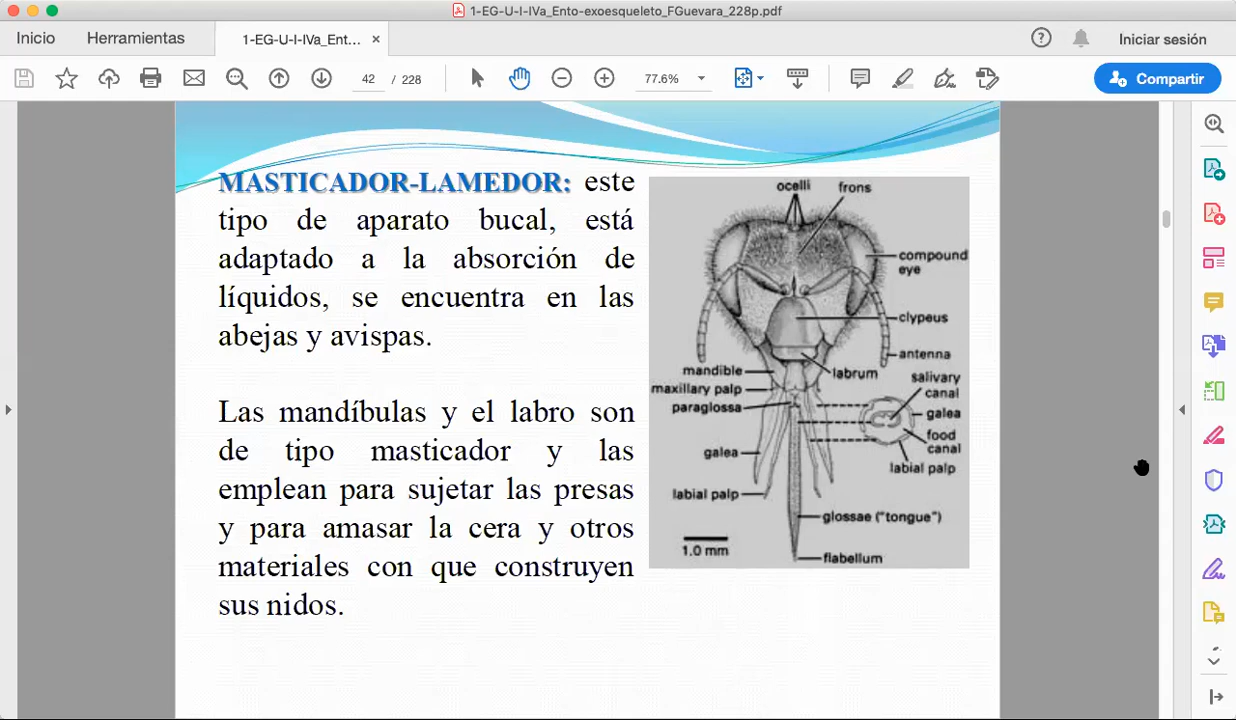 1-EG-U-I-IVa_Ento-exoesqueleto_FGuevara_228p.pdf
Inicio
Herramientas
1-EG-U-I-IVa_Ent...
×
Iniciar sesión
42 / 228
77.6%
Compartir
MASTICADOR-LAMEDOR: este
tipo de aparato bucal, está
adaptado a la absorción de
líquidos, se encuentra en las
abejas y avispas.
Las mandíbulas y el labro son
de tipo masticador y las
emplean para sujetar las presas
y para amasar la cera y otros
materiales con que construyen
sus nidos.
ocelli
frons
compound
eye
clypeus
antenna
labrum
mandible
maxillary palp
paraglossa
salivary
canal
galea
food
canal
labial palp
galea
labial palp
glossae ("tongue")
1.0 mm
flabellum